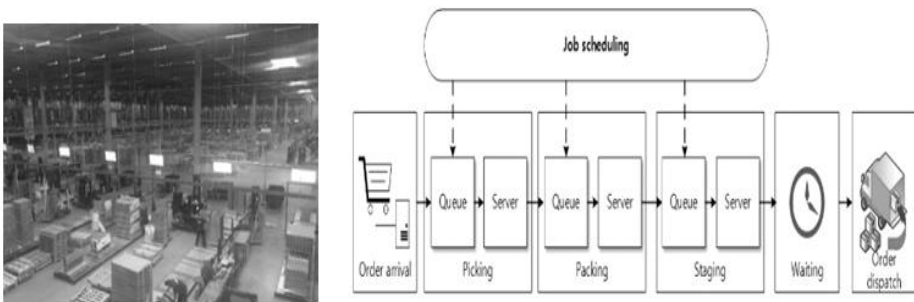 Job scheduling
Queue
Server
Queue
Server
Queue
Server
Order arrival
Picking
Packing
Staging
Waiting
Order
dispatch